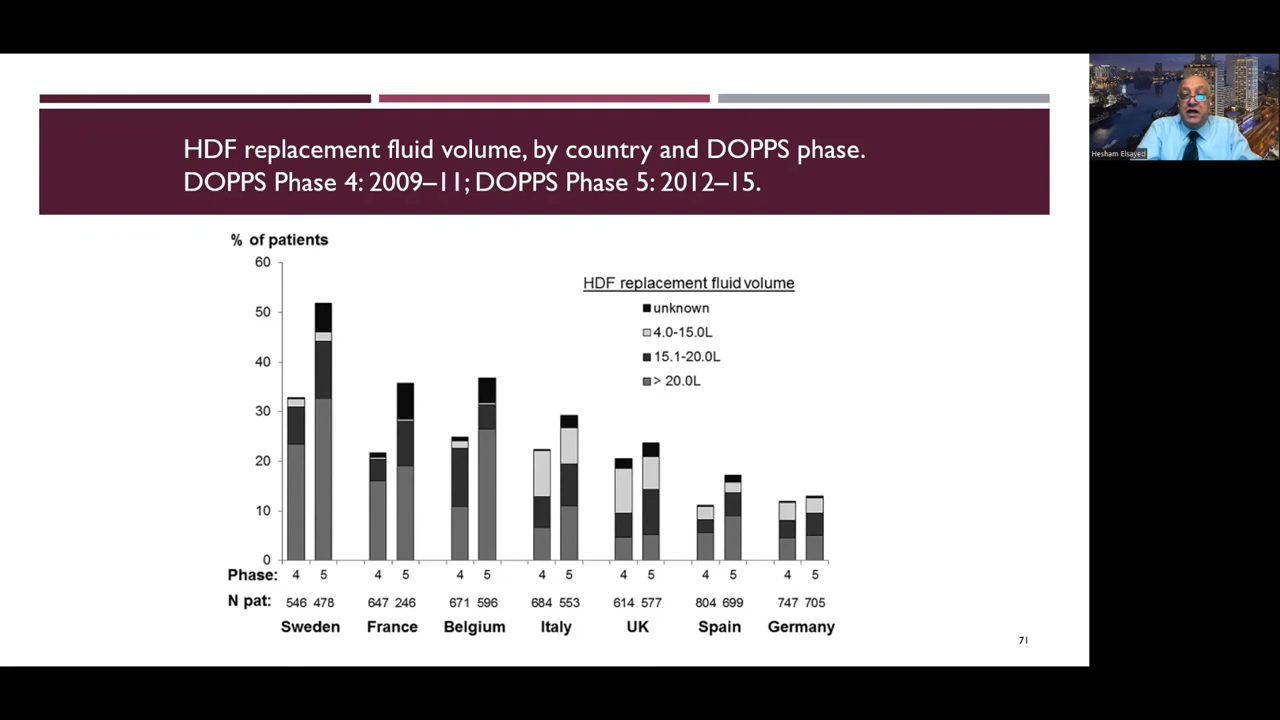 HDF replacement fluid volume, by country and DOPPS phase.
DOPPS Phase 4: 2009–11; DOPPS Phase 5: 2012–15.
Hesham Elsayed
% of patients
60
50
40
30
20
10
0
HDF replacement fluid volume
unknown
4.0-15.0L
15.1-20.0L
> 20.0L
Phase: 4 5 4 5 4 5 4 5 4 5 4 5 4 5
N pat: 546 478 647 246 671 596 684 553 614 577 804 699 747 705
Sweden France Belgium Italy UK Spain Germany
71